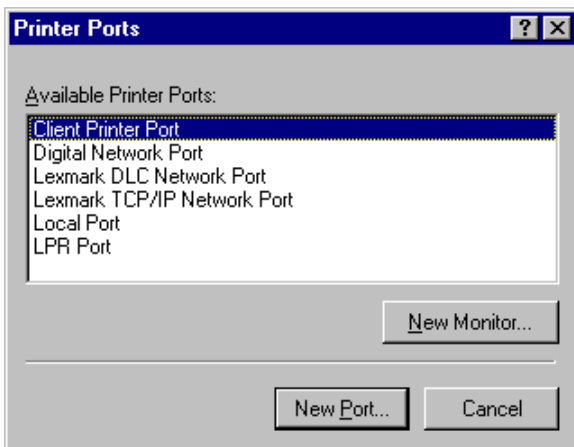 Printer Ports
Available Printer Ports:
Client Printer Port
Digital Network Port
Lexmark DLC Network Port
Lexmark TCP/IP Network Port
Local Port
LPR Port
New Monitor...
New Port...
Cancel